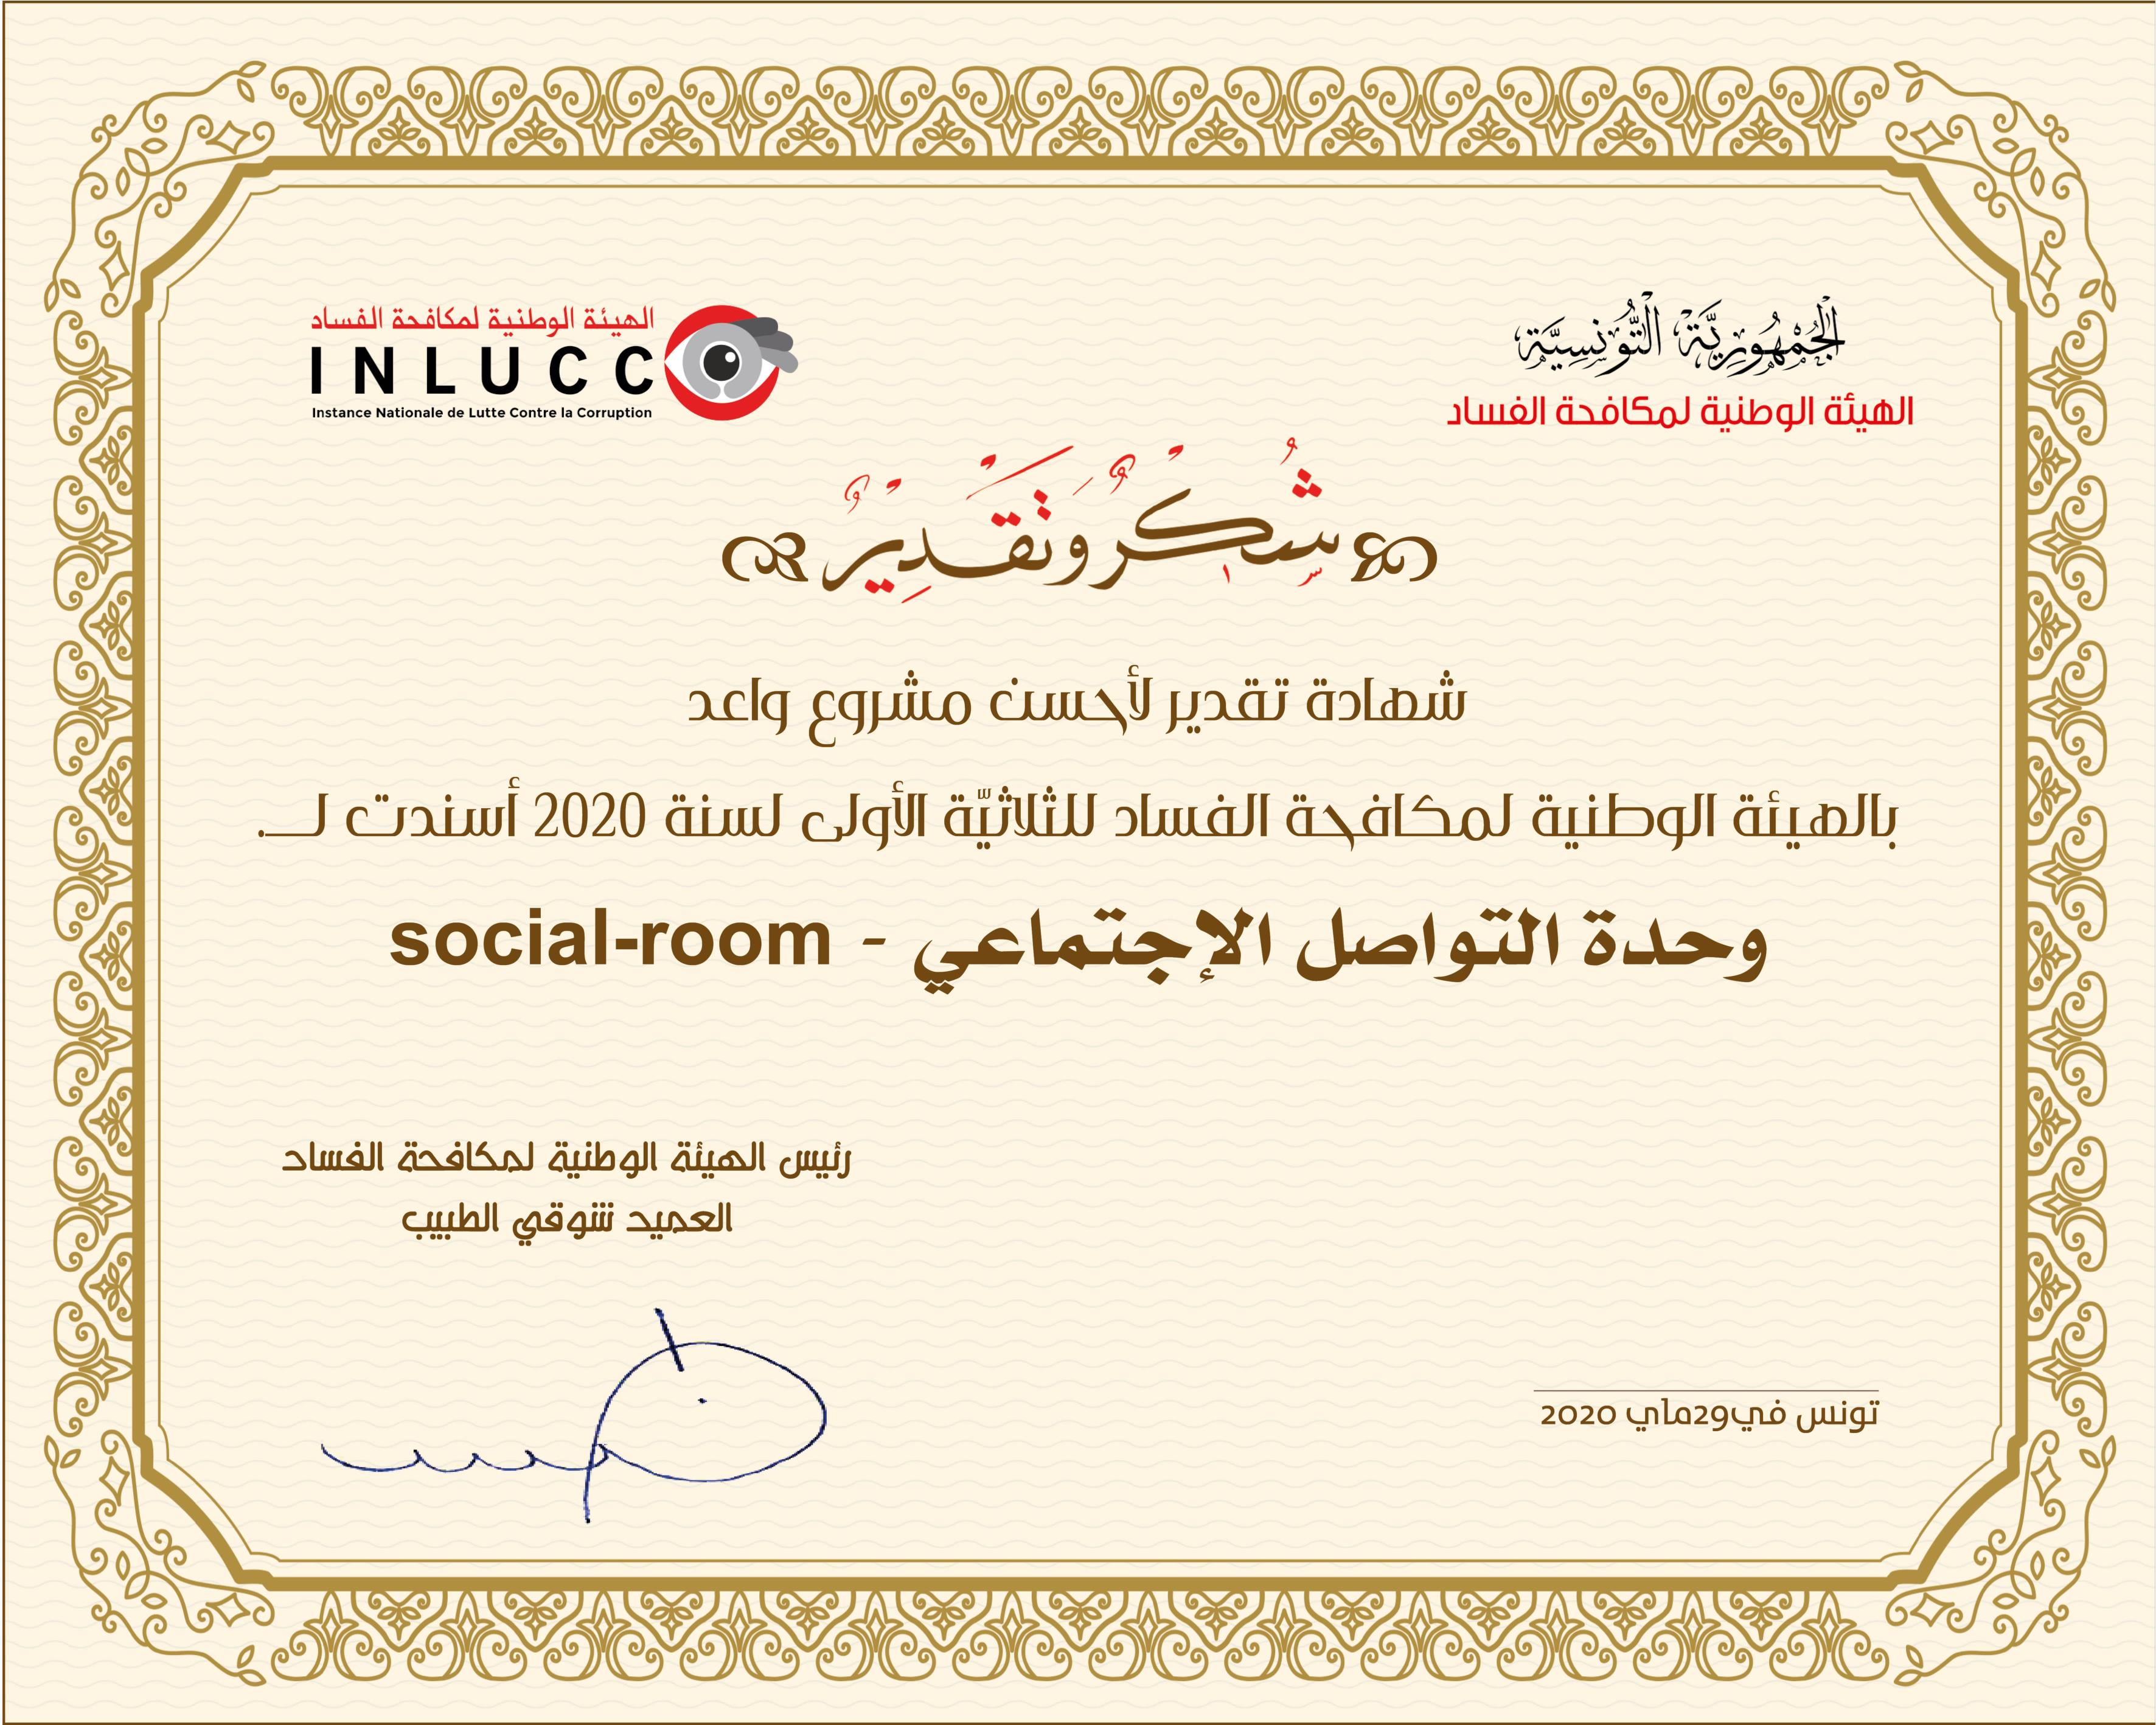 الجمهورية التونسية
الهيئة الوطنية لمكافحة الفساد
الهيئة الوطنية لمكافحة الفساد
INLUCC
Instance Nationale de Lutte Contre la Corruption
شُكْرٌ وَتَقْدِيْرٌ
شهادة تقدير لأحسن مشروع واعد
بالهيئة الوطنية لمكافحة الفساد للثلاثيّة الأولى لسنة 2020 أسندت لـ.
وحدة التواصل الإجتماعي - social-room
رئيس الهيئة الوطنية لمكافحة الفساد
العميد شوقي الطبيب
تونس في29ماي 2020